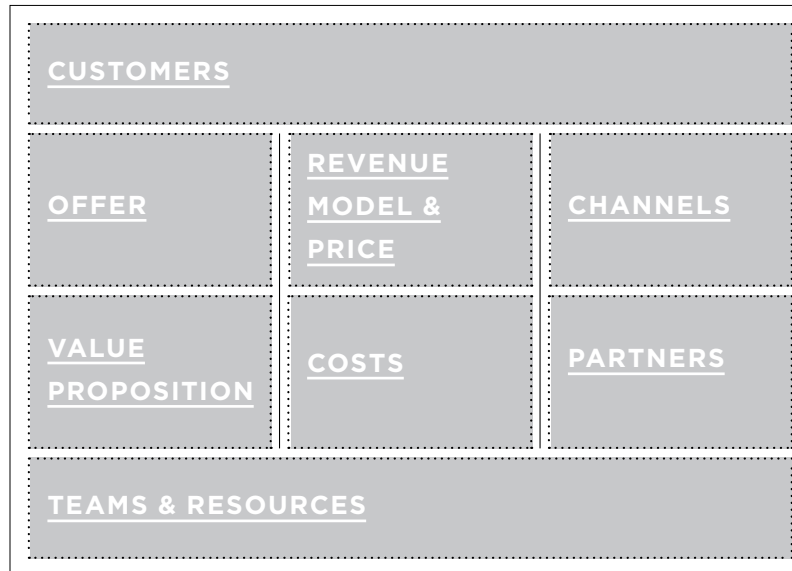 CUSTOMERS
OFFER
REVENUE
MODEL &
PRICE
CHANNELS
VALUE
PROPOSITION
COSTS
PARTNERS
TEAMS & RESOURCES